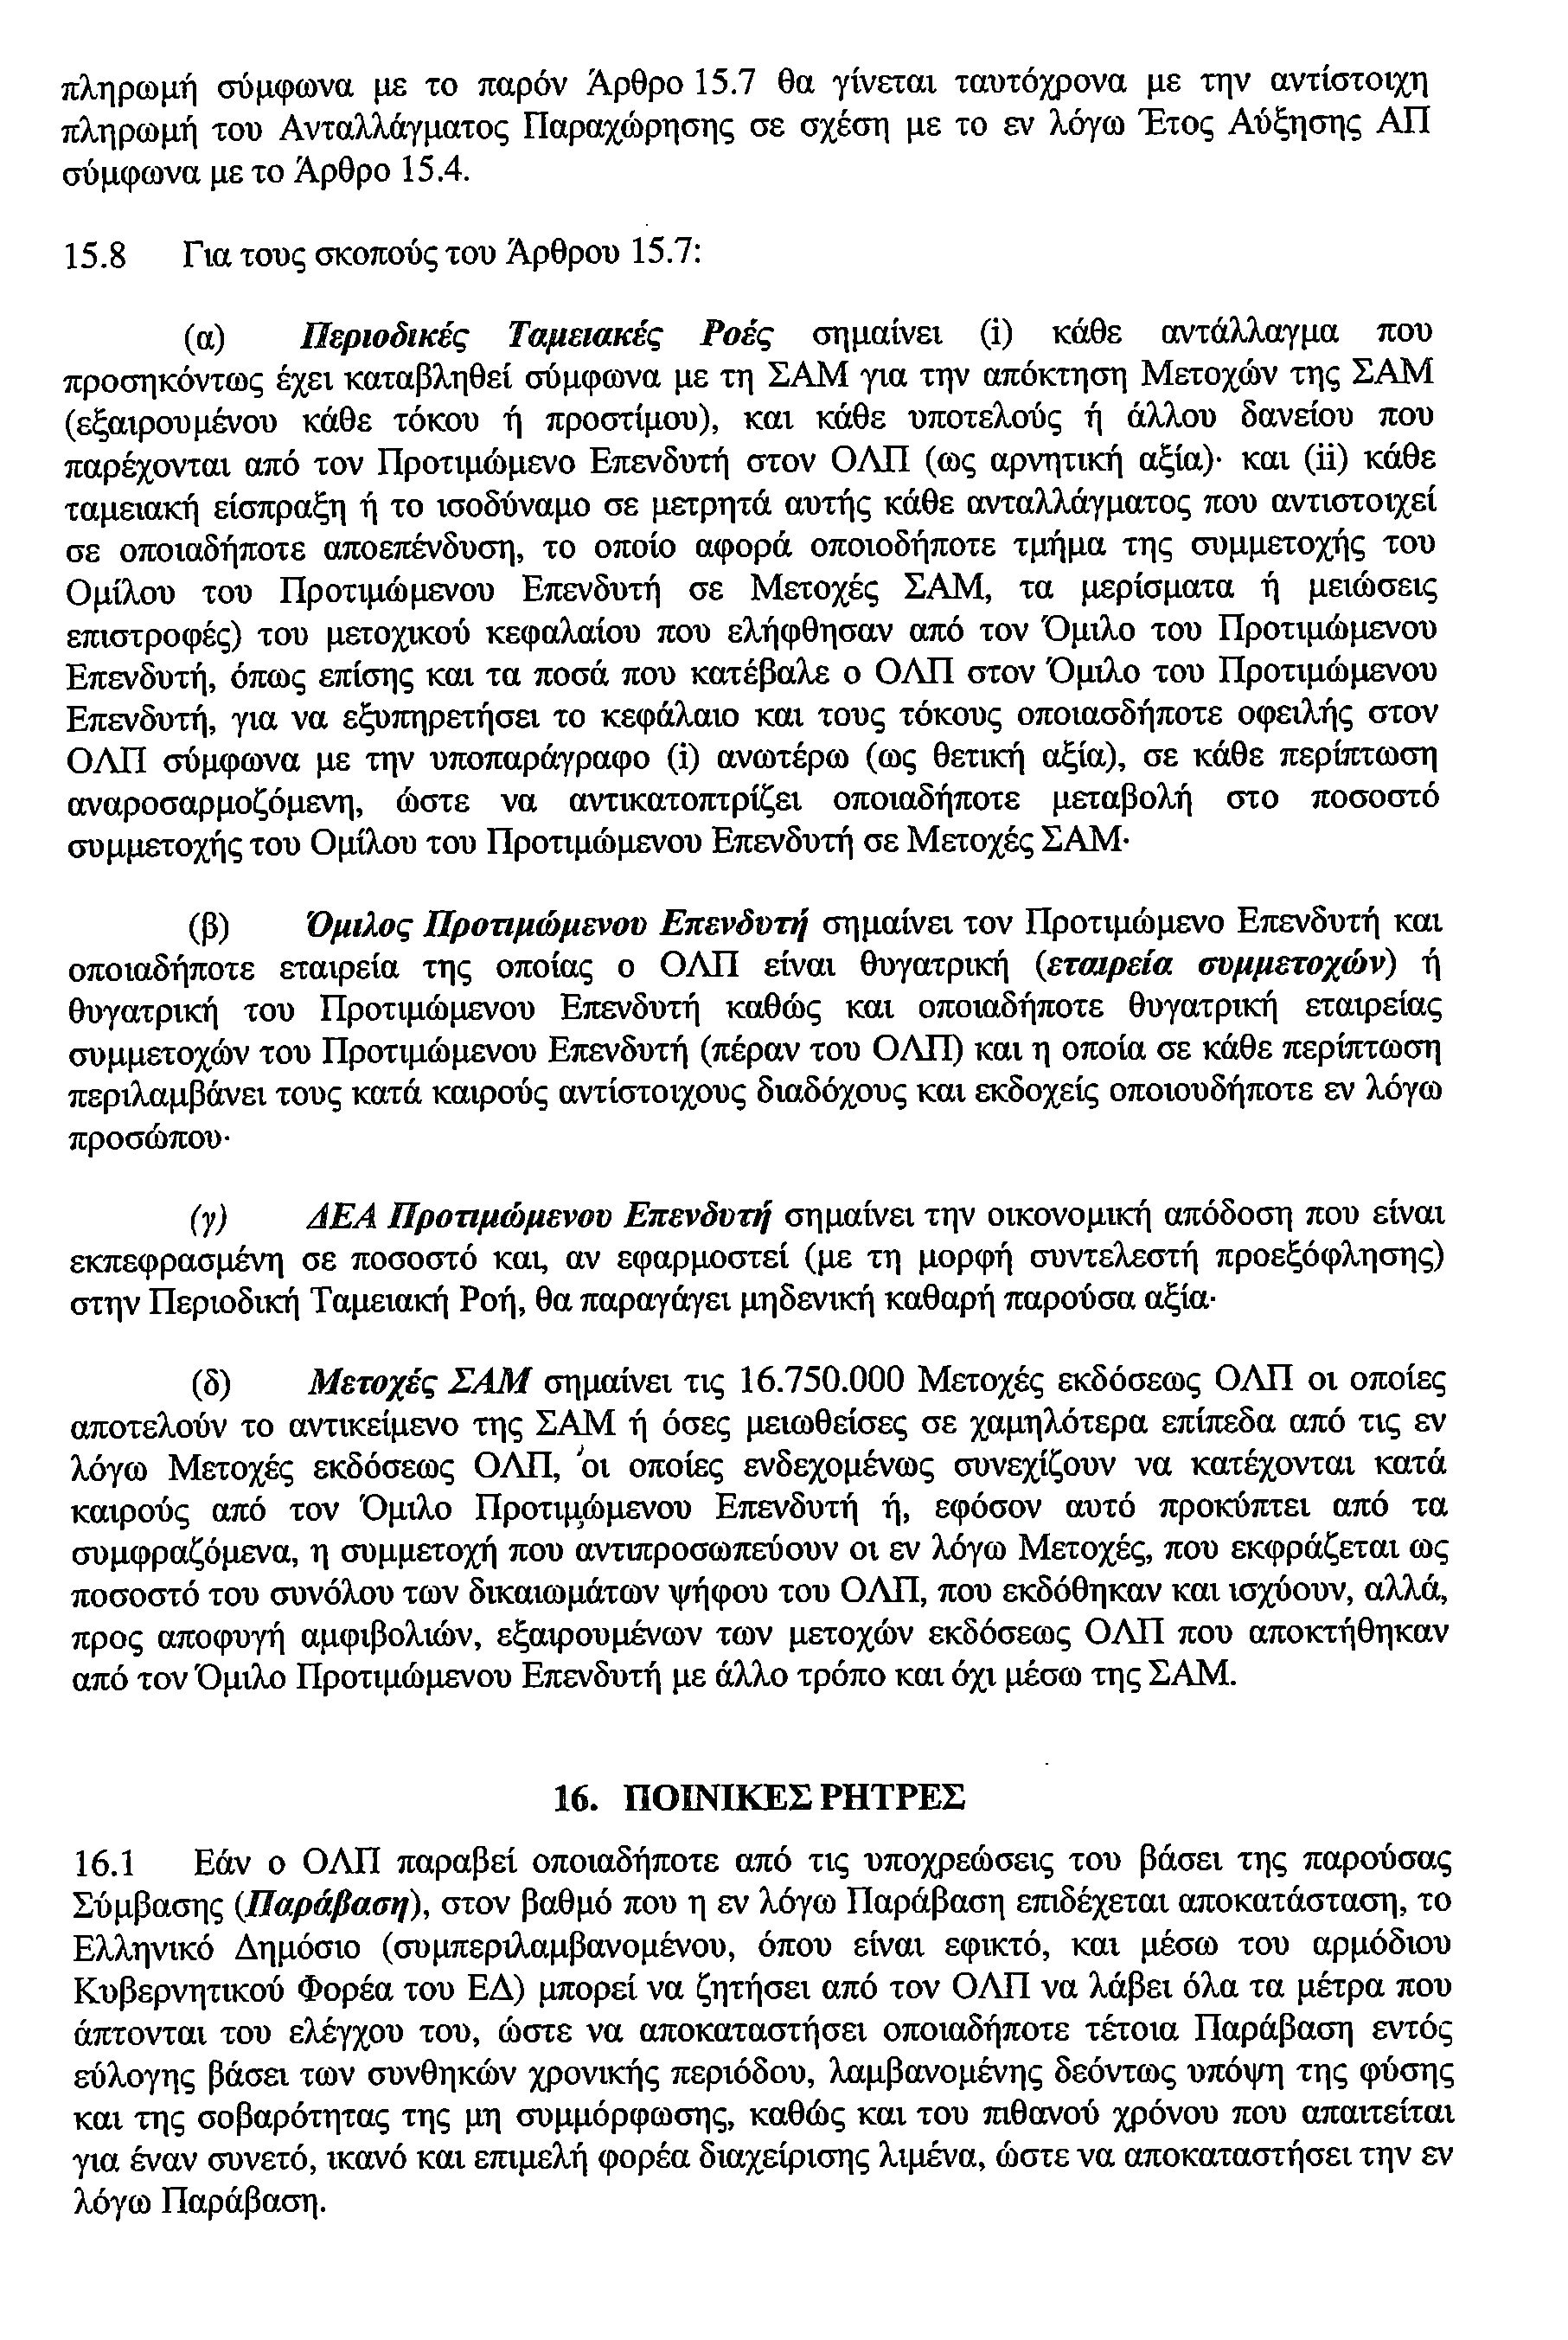 πληρωμή σύμφωνα με το παρόν Άρθρο 15.7 θα γίνεται ταυτόχρονα με την αντίστοιχη
πληρωμή του Ανταλλάγματος Παραχώρησης σε σχέση με το εν λόγω Έτος Αύξησης ΑΠ
σύμφωνα με το Άρθρο 15.4.
15.8 Για τους σκοπούς του Άρθρου 15.7:
(α) Περιοδικές Ταμειακές Ροές σημαίνει (i) κάθε αντάλλαγμα που
προσηκόντως έχει καταβληθεί σύμφωνα με τη ΣΑΜ για την απόκτηση Μετοχών της ΣΑΜ
(εξαιρουμένου κάθε τόκου ή προστίμου), και κάθε υποτελούς ή άλλου δανείου που
παρέχονται από τον Προτιμώμενο Επενδυτή στον ΟΛΠ (ως αρνητική αξία)· και (ii) κάθε
ταμειακή είσπραξη ή το ισοδύναμο σε μετρητά αυτής κάθε ανταλλάγματος που αντιστοιχεί
σε οποιαδήποτε αποεπένδυση, το οποίο αφορά οποιοδήποτε τμήμα της συμμετοχής του
Ομίλου του Προτιμώμενου Επενδυτή σε Μετοχές ΣΑΜ, τα μερίσματα ή μειώσεις
επιστροφές) του μετοχικού κεφαλαίου που ελήφθησαν από τον Όμιλο του Προτιμώμενου
Επενδυτή, όπως επίσης και τα ποσά που κατέβαλε ο ΟΛΠ στον Όμιλο του Προτιμώμενου
Επενδυτή, για να εξυπηρετήσει το κεφάλαιο και τους τόκους οποιασδήποτε οφειλής στον
ΟΛΠ σύμφωνα με την υποπαράγραφο (i) ανωτέρω (ως θετική αξία), σε κάθε περίπτωση
αναροσαρμοζόμενη, ώστε να αντικατοπτρίζει οποιαδήποτε μεταβολή στο ποσοστό
συμμετοχής του Ομίλου του Προτιμώμενου Επενδυτή σε Μετοχές ΣΑΜ·
(β) Όμιλος Προτιμώμενου Επενδυτή σημαίνει τον Προτιμώμενο Επενδυτή και
οποιαδήποτε εταιρεία της οποίας ο ΟΛΠ είναι θυγατρική (εταιρεία συμμετοχών) ή
θυγατρική του Προτιμώμενου Επενδυτή καθώς και οποιαδήποτε θυγατρική εταιρείας
συμμετοχών του Προτιμώμενου Επενδυτή (πέραν του ΟΛΠ) και η οποία σε κάθε περίπτωση
περιλαμβάνει τους κατά καιρούς αντίστοιχους διαδόχους και εκδοχείς οποιουδήποτε εν λόγω
προσώπου·
(γ) ΔΕΑ Προτιμώμενου Επενδυτή σημαίνει την οικονομική απόδοση που είναι
εκπεφρασμένη σε ποσοστό και, αν εφαρμοστεί (με τη μορφή συντελεστή προεξόφλησης)
στην Περιοδική Ταμειακή Ροή, θα παραγάγει μηδενική καθαρή παρούσα αξία·
(δ) Μετοχές ΣΑΜ σημαίνει τις 16.750.000 Μετοχές εκδόσεως ΟΛΠ οι οποίες
αποτελούν το αντικείμενο της ΣΑΜ ή όσες μειωθείσες σε χαμηλότερα επίπεδα από τις εν
λόγω Μετοχές εκδόσεως ΟΛΠ, οι οποίες ενδεχομένως συνεχίζουν να κατέχονται κατά
καιρούς από τον Όμιλο Προτιμώμενου Επενδυτή ή, εφόσον αυτό προκύπτει από τα
συμφραζόμενα, η συμμετοχή που αντιπροσωπεύουν οι εν λόγω Μετοχές, που εκφράζεται ως
ποσοστό του συνόλου των δικαιωμάτων ψήφου του ΟΛΠ, που εκδόθηκαν και ισχύουν, αλλά,
προς αποφυγή αμφιβολιών, εξαιρουμένων των μετοχών εκδόσεως ΟΛΠ που αποκτήθηκαν
από τον Όμιλο Προτιμώμενου Επενδυτή με άλλο τρόπο και όχι μέσω της ΣΑΜ.
16. ΠΟΙΝΙΚΕΣ ΡΗΤΡΕΣ
16.1 Εάν ο ΟΛΠ παραβεί οποιαδήποτε από τις υποχρεώσεις του βάσει της παρούσας
Σύμβασης (Παράβαση), στον βαθμό που η εν λόγω Παράβαση επιδέχεται αποκατάσταση, το
Ελληνικό Δημόσιο (συμπεριλαμβανομένου, όπου είναι εφικτό, και μέσω του αρμόδιου
Κυβερνητικού Φορέα του ΕΔ) μπορεί να ζητήσει από τον ΟΛΠ να λάβει όλα τα μέτρα που
άπτονται του ελέγχου του, ώστε να αποκαταστήσει οποιαδήποτε τέτοια Παράβαση εντός
εύλογης βάσει των συνθηκών χρονικής περιόδου, λαμβανομένης δεόντως υπόψη της φύσης
και της σοβαρότητας της μη συμμόρφωσης, καθώς και του πιθανού χρόνου που απαιτείται
για έναν συνετό, ικανό και επιμελή φορέα διαχείρισης λιμένα, ώστε να αποκαταστήσει την εν
λόγω Παράβαση.